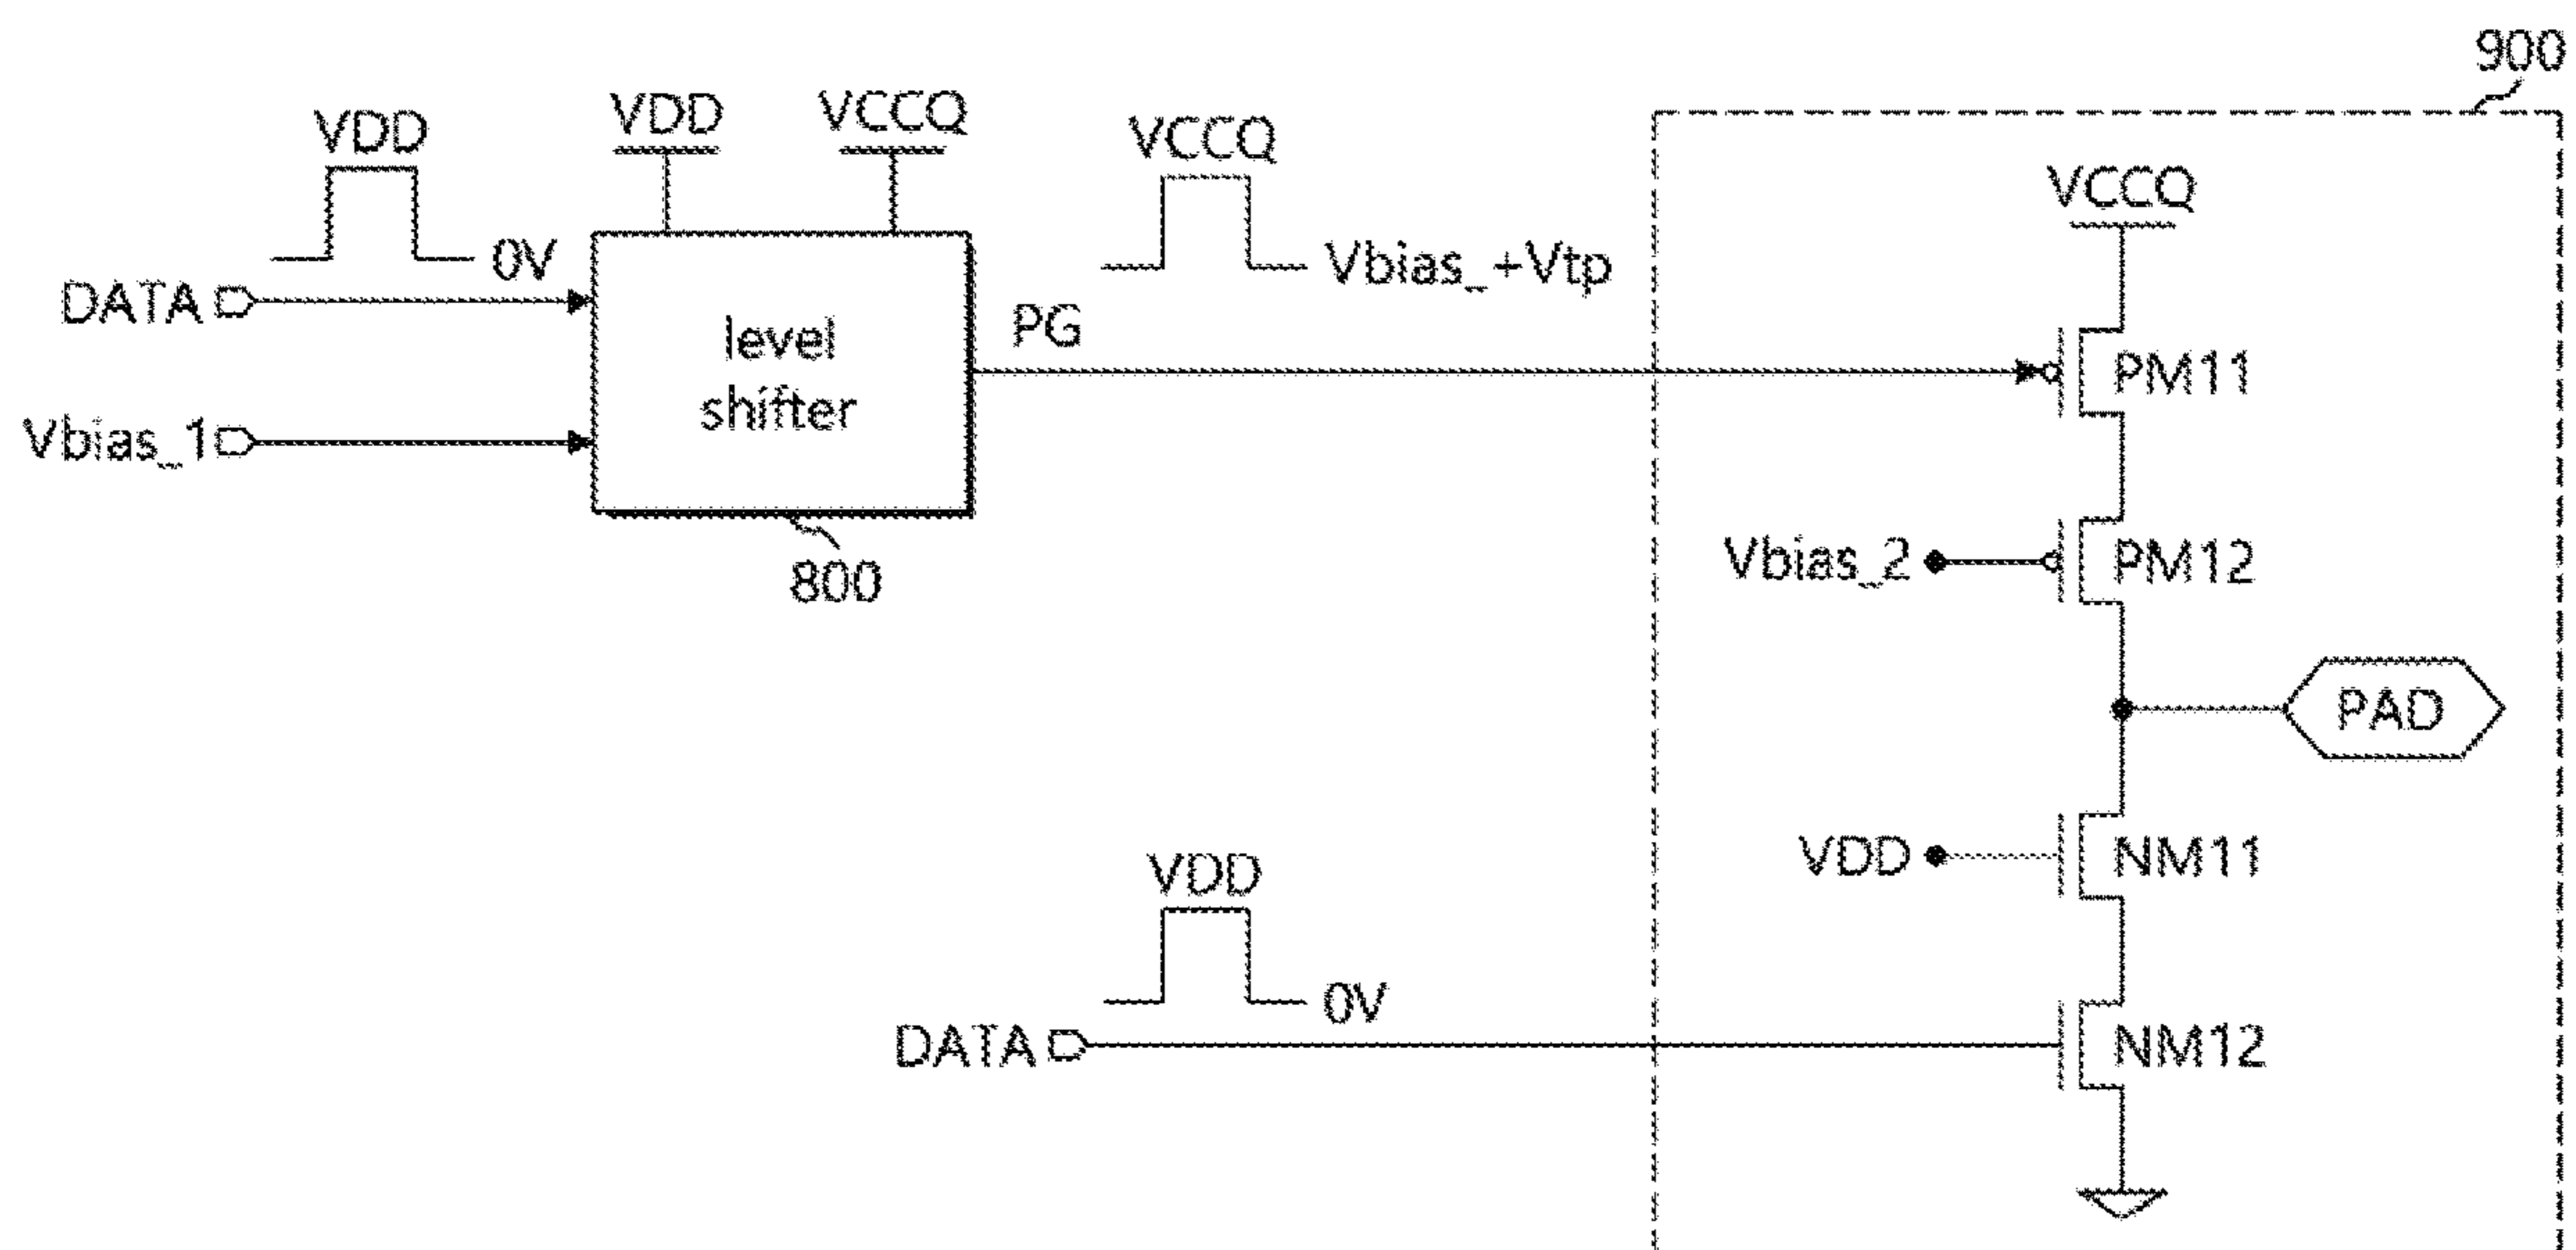 900
VDD
VDD
VCCQ
VCCQ
VCCQ
0V
Vbias_+Vtp
DATA
level
shifter
PG
PM11
Vbias_1
800
Vbias_2
PM12
PAD
VDD
VDD
NM11
0V
DATA
NM12